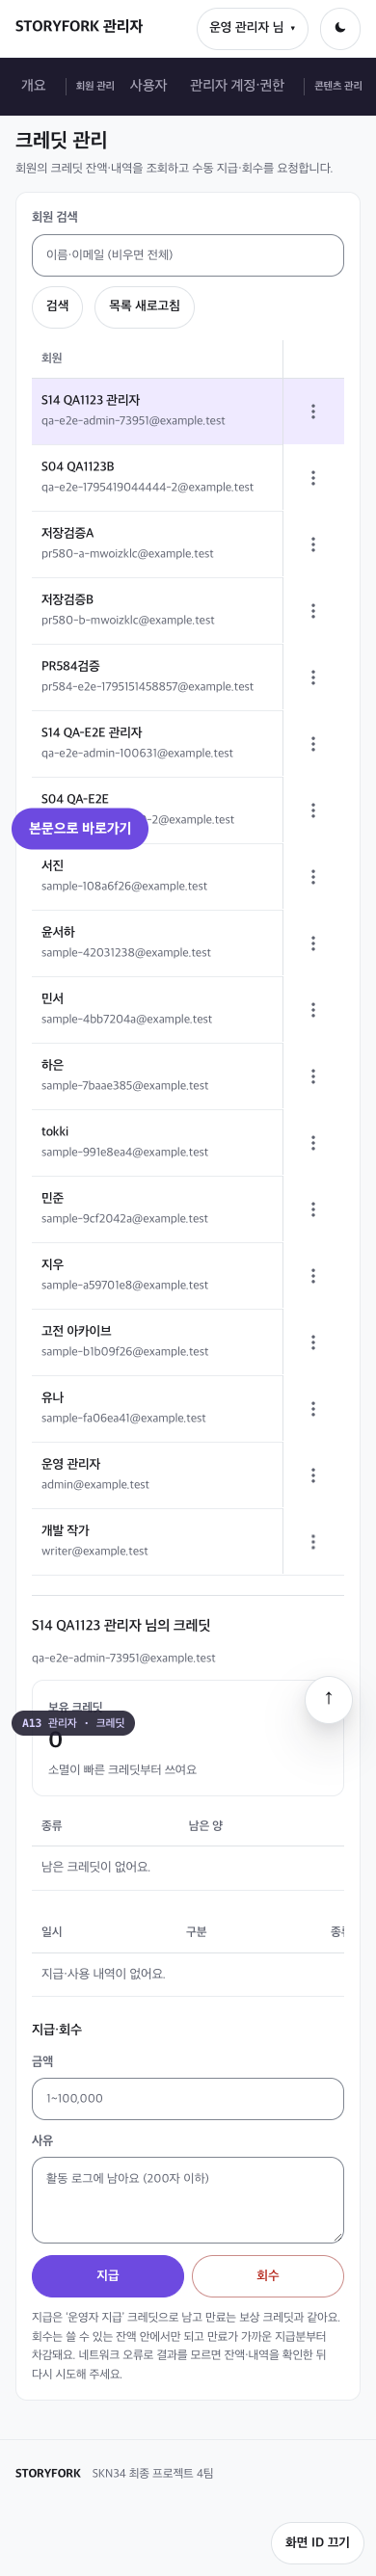 STORYFORK 관리자
운영 관리자 님 ▾
개요 회원 관리 사용자 관리자 계정·권한 콘텐츠 관리
크레딧 관리
회원의 크레딧 잔액·내역을 조회하고 수동 지급·회수를 요청합니다.
회원 검색
이름·이메일 (비우면 전체)
검색 목록 새로고침
회원
S14 QA1123 관리자
qa-e2e-admin-73951@example.test
S04 QA1123B
qa-e2e-1795419044444-2@example.test
저장검증A
pr580-a-mwoizklc@example.test
저장검증B
pr580-b-mwoizklc@example.test
PR584검증
pr584-e2e-1795151458857@example.test
S14 QA-E2E 관리자
qa-e2e-admin-100631@example.test
S04 QA-E2E
-2@example.test
본문으로 바로가기
서진
sample-108a6f26@example.test
윤서하
sample-42031238@example.test
민서
sample-4bb7204a@example.test
하은
sample-7baae385@example.test
tokki
sample-991e8ea4@example.test
민준
sample-9cf2042a@example.test
지우
sample-a59701e8@example.test
고전 아카이브
sample-b1b09f26@example.test
유나
sample-fa06ea41@example.test
운영 관리자
admin@example.test
개발 작가
writer@example.test
S14 QA1123 관리자 님의 크레딧
qa-e2e-admin-73951@example.test
↑
보유 크레딧
A13 관리자 · 크레딧
0
소멸이 빠른 크레딧부터 쓰여요
종류 남은 양
남은 크레딧이 없어요.
일시 구분
지급·사용 내역이 없어요.
지급·회수
금액
1~100,000
사유
활동 로그에 남아요 (200자 이하)
지급 회수
지급은 '운영자 지급' 크레딧으로 남고 만료는 보상 크레딧과 같아요.
회수는 쓸 수 있는 잔액 안에서만 되고 만료가 가까운 지급분부터
차감돼요. 네트워크 오류로 결과를 모르면 잔액·내역을 확인한 뒤
다시 시도해 주세요.
STORYFORK SKN34 최종 프로젝트 4팀
화면 ID 끄기